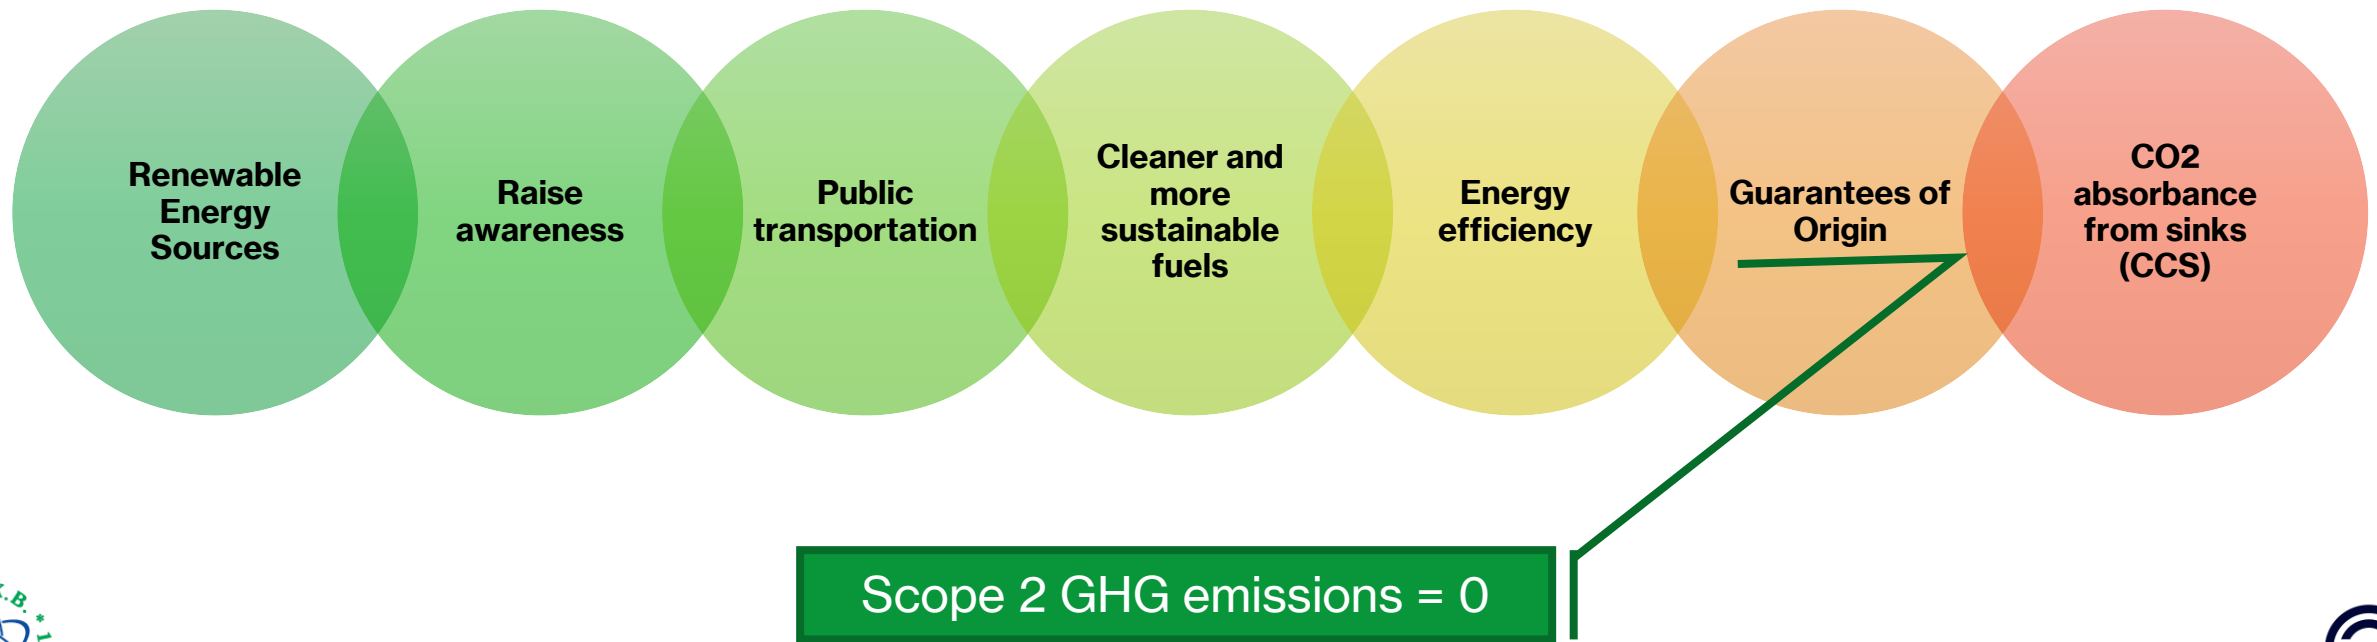 Renewable
Energy
Sources
Raise
awareness
Public
transportation
Cleaner and
more
sustainable
fuels
Energy
efficiency
Guarantees of
Origin
CO2
absorbance
from sinks
(CCS)
Scope 2 GHG emissions = 0